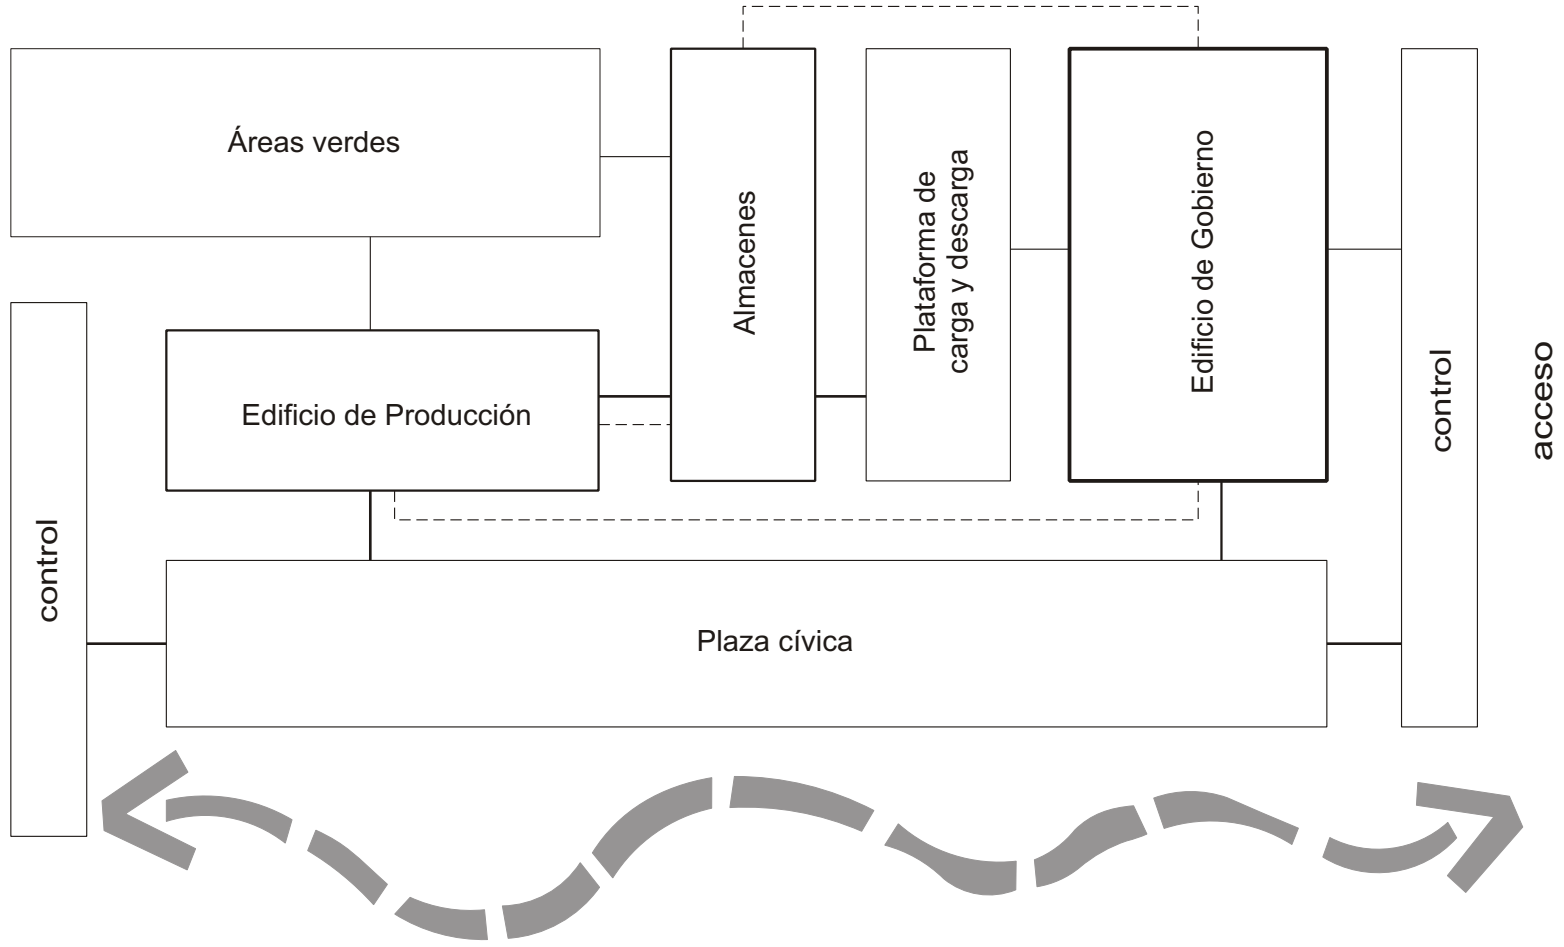 Áreas verdes
Almacenes
Plataforma de
carga y descarga
Edificio de Gobierno
control
acceso
Edificio de Producción
control
Plaza cívica